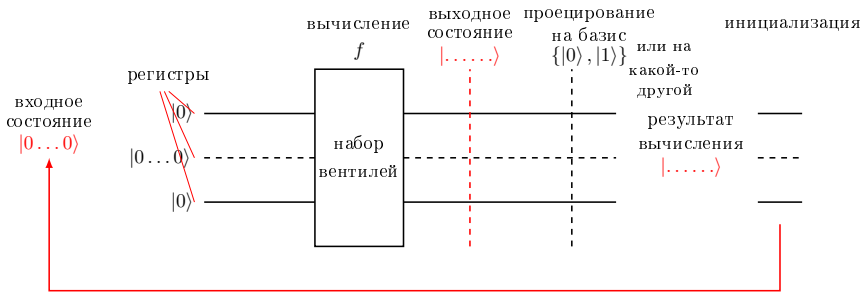 входное
состояние
|0...0⟩
регистры
|0⟩
|0...0⟩
|0⟩
вычисление
f
набор
вентилей
выходное
состояние
|......⟩
проецирование
на базис
{|0⟩, |1⟩}
или на
какой-то
другой
результат
вычисления
|......⟩
инициализация